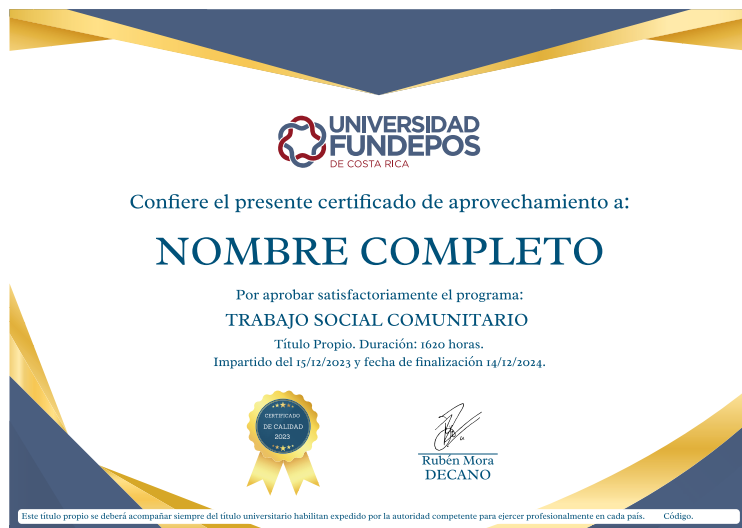 UNIVERSIDAD
FUNDEPOS
DE COSTA RICA
Confiere el presente certificado de aprovechamiento a:
NOMBRE COMPLETO
Por aprobar satisfactoriamente el programa:
TRABAJO SOCIAL COMUNITARIO
Título Propio. Duración: 1620 horas.
Impartido del 15/12/2023 y fecha de finalización 14/12/2024.
CERTIFICADO
DE CALIDAD
2023
Rubén Mora
DECANO
Este título propio se deberá acompañar siempre del título universitario habilitan expedido por la autoridad competente para ejercer profesionalmente en cada país. Código.